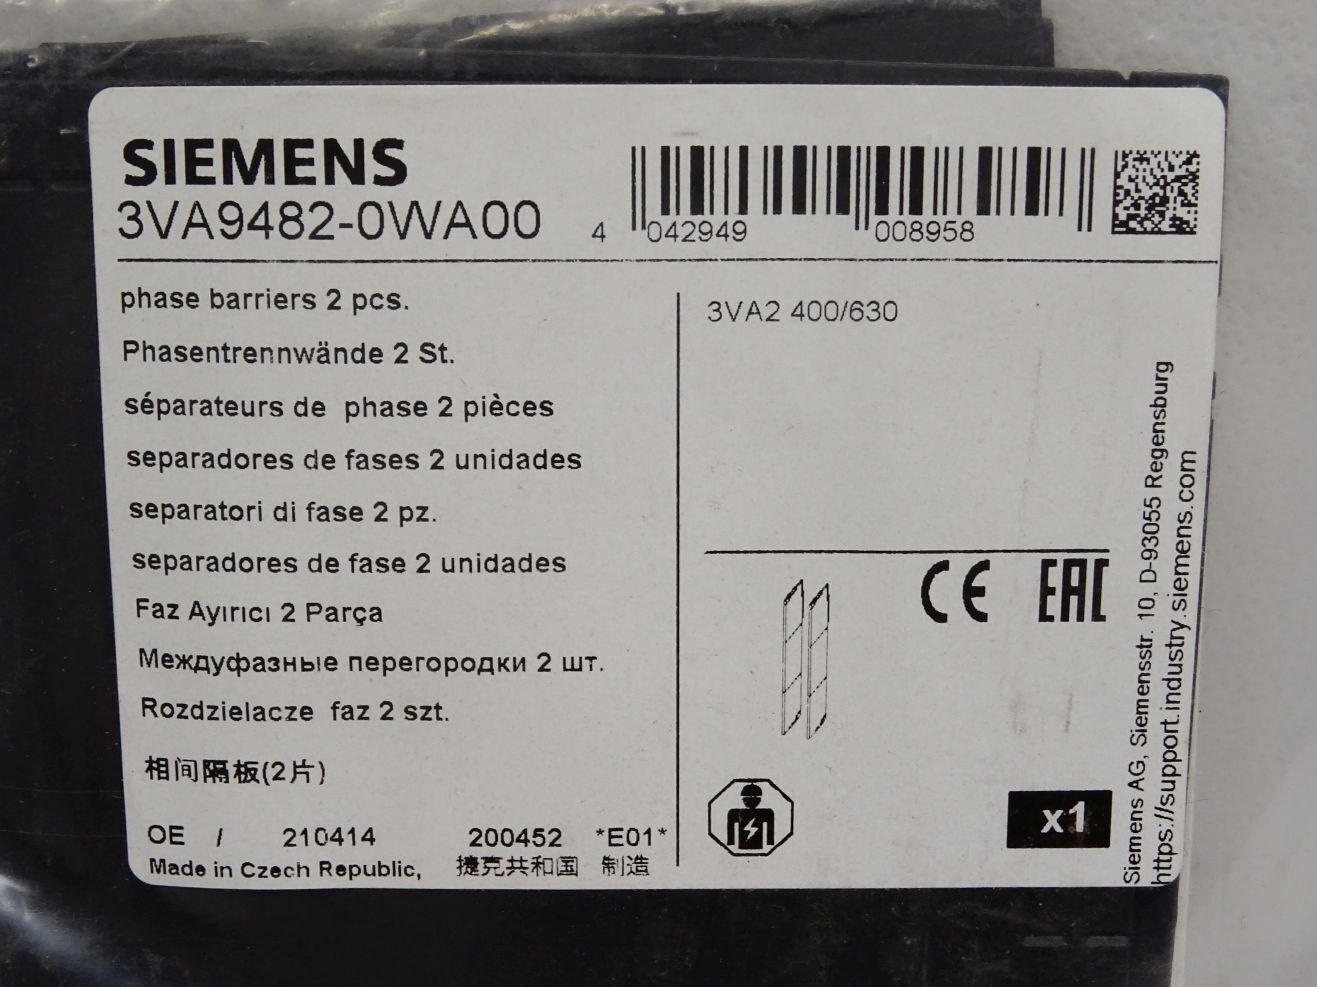 SIEMENS
3VA9482-0WA00
4 042949 008958
phase barriers 2 pcs.
Phasentrennwände 2 St.
séparateurs de phase 2 pièces
separadores de fases 2 unidades
separatori di fase 2 pz.
separadores de fase 2 unidades
Faz Ayırıcı 2 Parça
Междуфазные перегородки 2 шт.
Rozdzielacze faz 2 szt.
相间隔板(2片)
OE / 210414 200452 *E01*
Made in Czech Republic, 捷克共和国 制造
3VA2 400/630
CE EAC
x1
Siemens AG, Siemensstr. 10, D-93055 Regensburg
https://support.industry.siemens.com